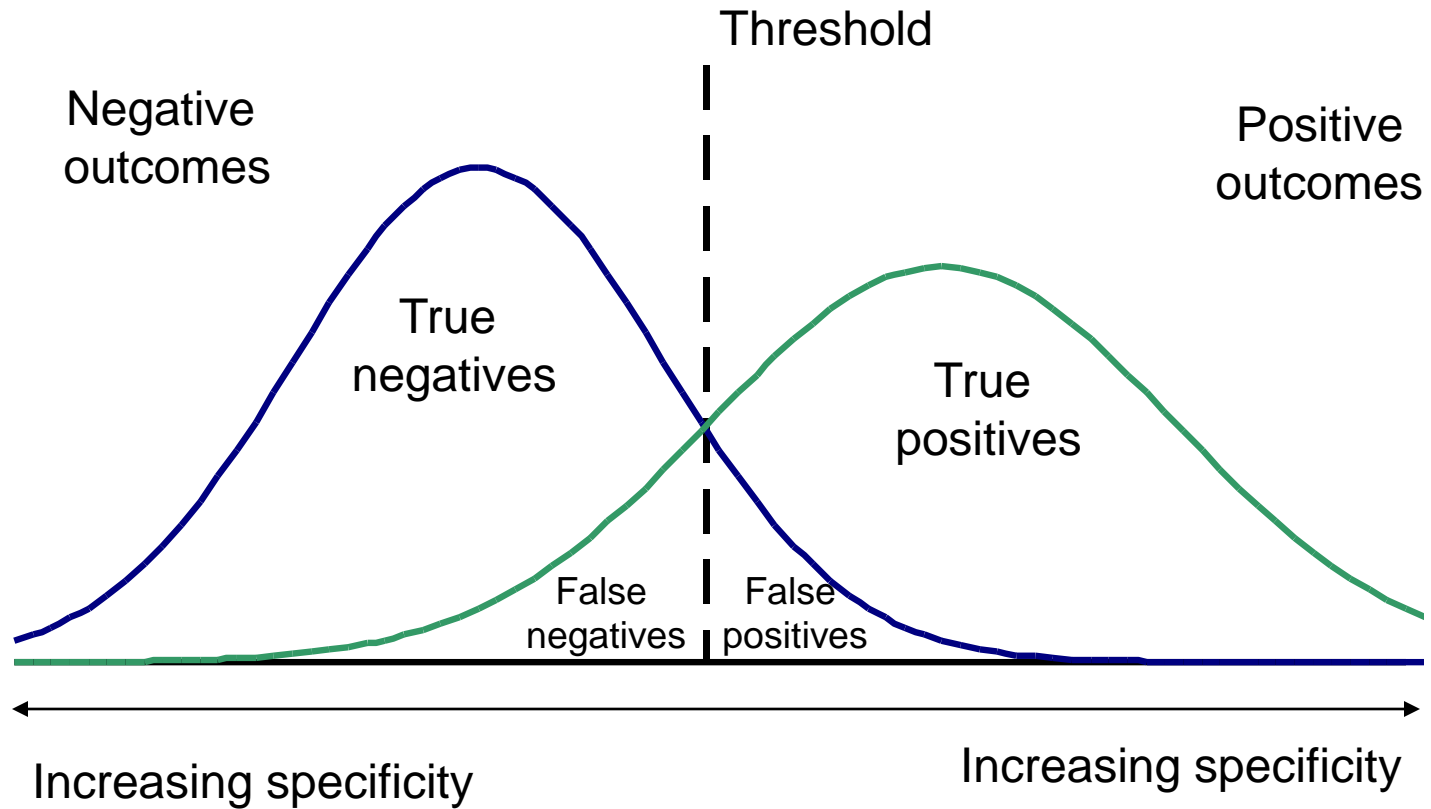 Threshold
Negative
outcomes
Positive
outcomes
True
negatives
True
positives
False
negatives
False
positives
Increasing specificity
Increasing specificity